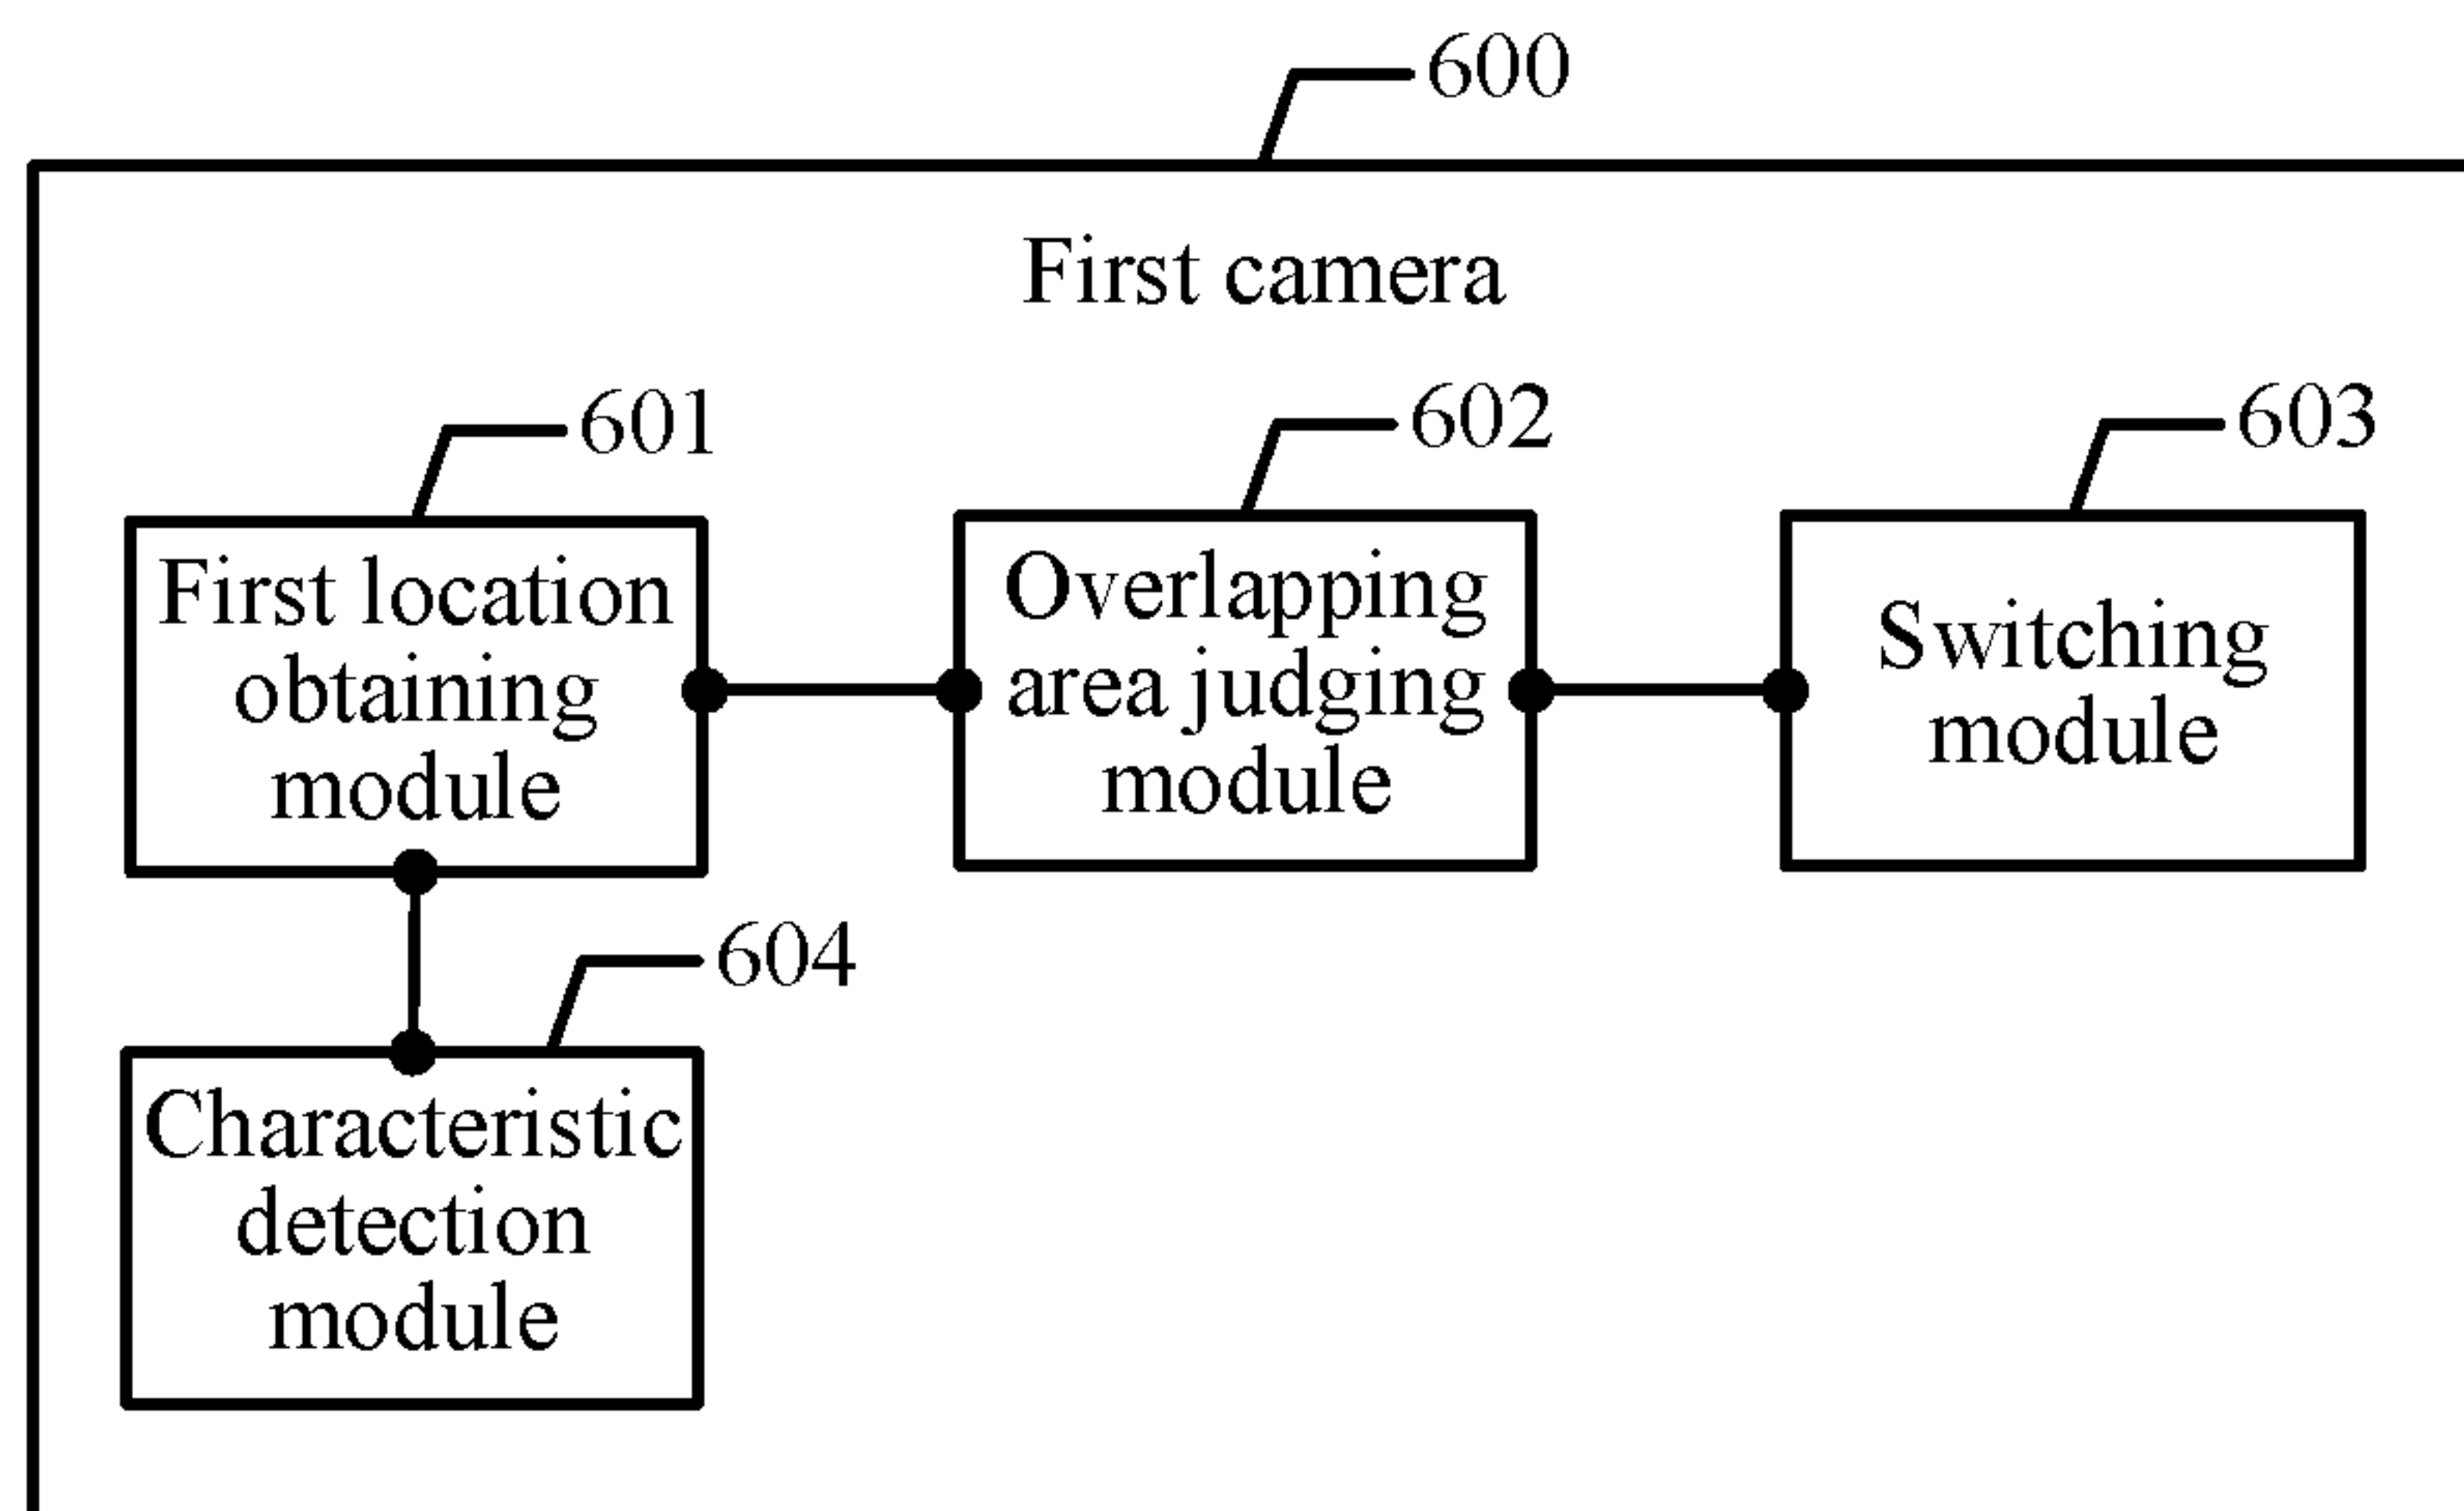 600
First camera
601
602
603
First location
obtaining
module
Overlapping
area judging
module
Switching
module
604
Characteristic
detection
module